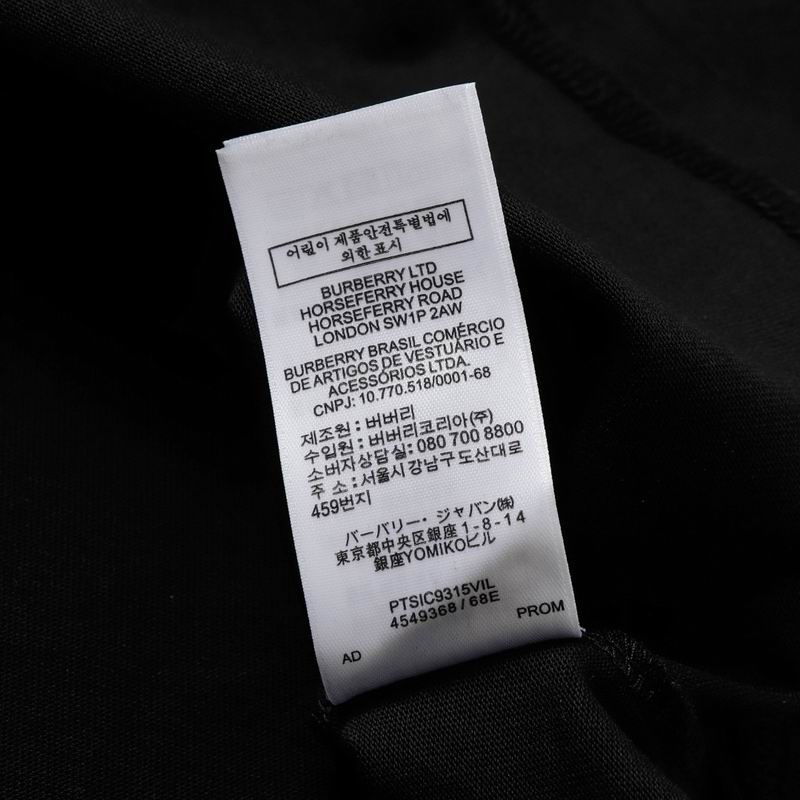 어린이 제품안전특별법에
의한 표시
BURBERRY LTD
HORSEFERRY HOUSE
HORSEFERRY ROAD
LONDON SW1P 2AW
BURBERRY BRASIL COMÉRCIO
DE ARTIGOS DE VESTUÁRIO E
ACESSÓRIOS LTDA.
CNPJ: 10.770.518/0001-68
제조원 : 버버리
수입원 : 버버리코리아(주)
소비자상담실: 080 700 8800
주 소 : 서울시 강남구 도산대로
459번지
バーバリー・ジャパン㈱
東京都中央区銀座 1 - 8 - 1 4
銀座YOMIKOビル
PTSIC9315VIL
4549368 / 68E
PROM
AD